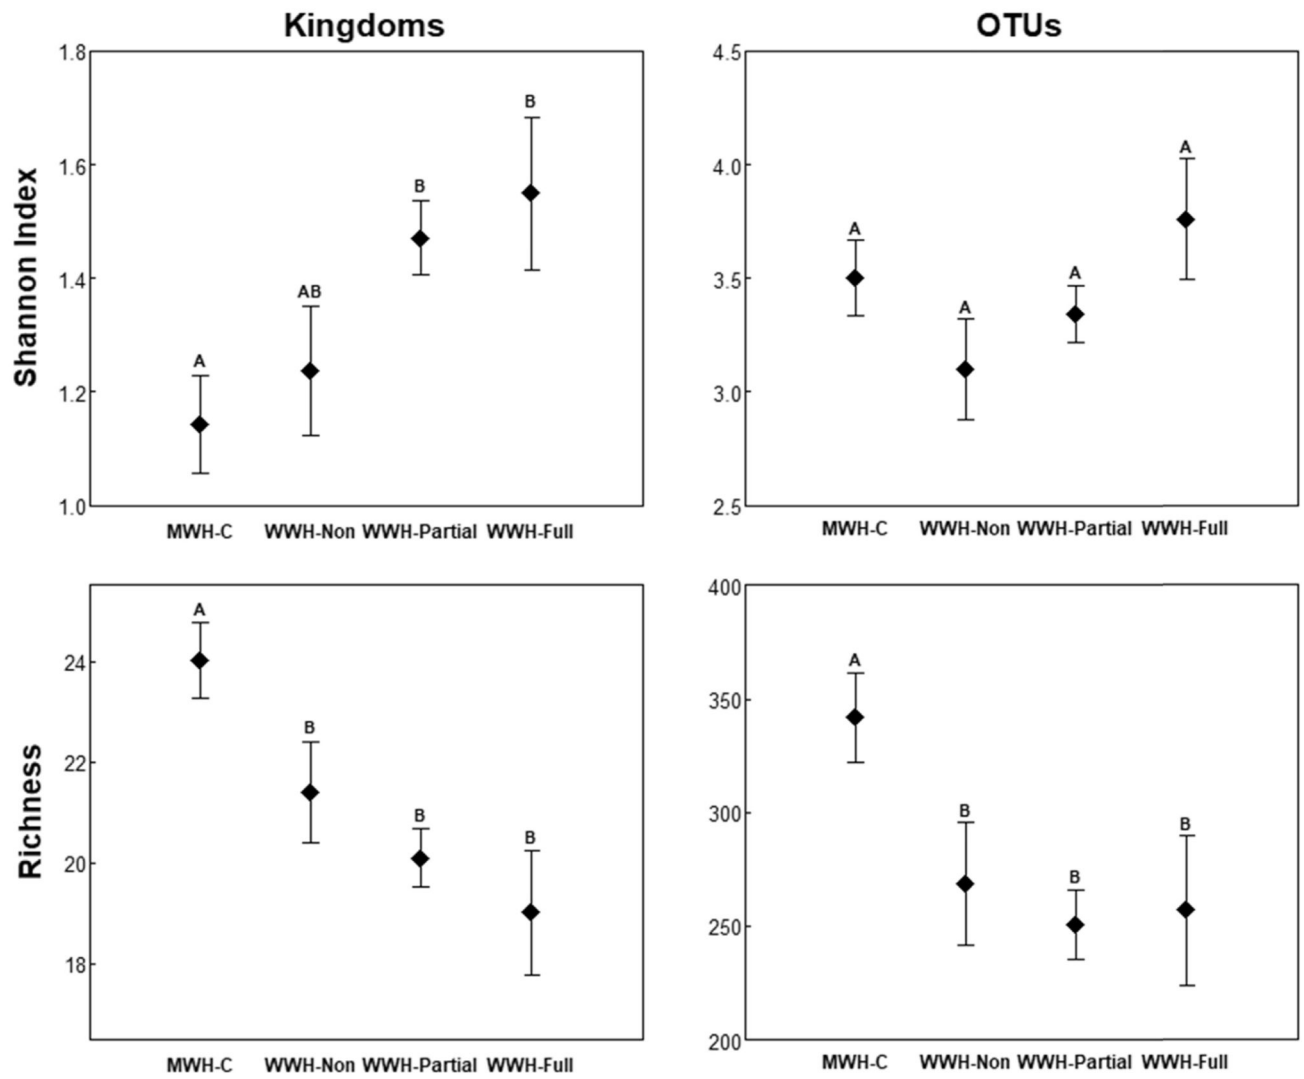 Kingdoms
OTUs
Shannon Index
1.8
1.6
1.4
1.2
1.0
A
AB
B
B
MWH-C WWH-Non WWH-Partial WWH-Full
4.5
4.0
3.5
3.0
2.5
A
A
A
A
MWH-C WWH-Non WWH-Partial WWH-Full
Richness
24
22
20
18
A
B
B
B
MWH-C WWH-Non WWH-Partial WWH-Full
400
350
300
250
200
A
B
B
B
MWH-C WWH-Non WWH-Partial WWH-Full